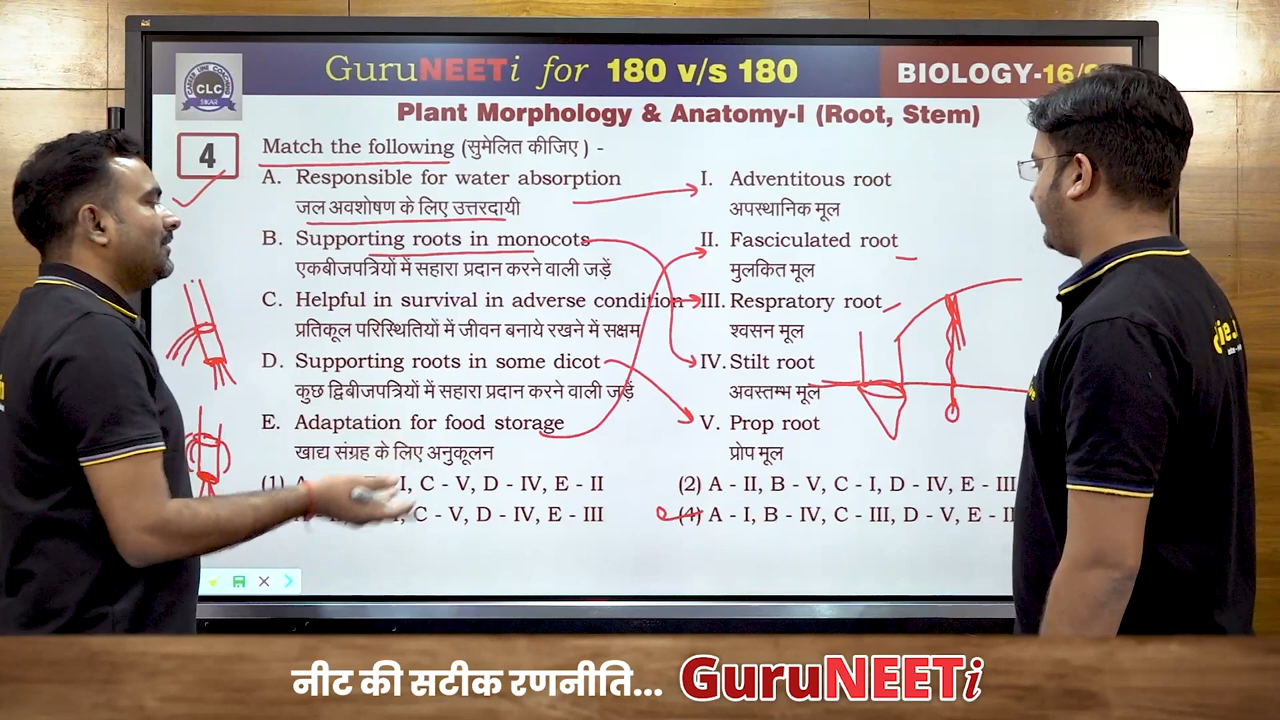 GuruNEETi for 180 v/s 180
BIOLOGY-16/
CAREER LINE COACHING
CLC
SIKAR
Plant Morphology & Anatomy-I (Root, Stem)
4
Match the following (सुमेलित कीजिए ) -
A. Responsible for water absorption
जल अवशोषण के लिए उत्तरदायी
I. Adventitous root
अपस्थानिक मूल
B. Supporting roots in monocots
एकबीजपत्रियों में सहारा प्रदान करने वाली जड़ें
II. Fasciculated root
मुलकित मूल
C. Helpful in survival in adverse condition
प्रतिकूल परिस्थितियों में जीवन बनाये रखने में सक्षम
III. Respratory root
श्वसन मूल
D. Supporting roots in some dicot
कुछ द्विबीजपत्रियों में सहारा प्रदान करने वाली जड़ें
IV. Stilt root
अवस्तम्भ मूल
E. Adaptation for food storage
खाद्य संग्रह के लिए अनुकूलन
V. Prop root
प्रोप मूल
(1) A I, C - V, D - IV, E - II
(2) A - II, B - V, C - I, D - IV, E - III
C - V, D - IV, E - III
(4) A - I, B - IV, C - III, D - V, E - II
नीट की सटीक रणनीति... GuruNEETi